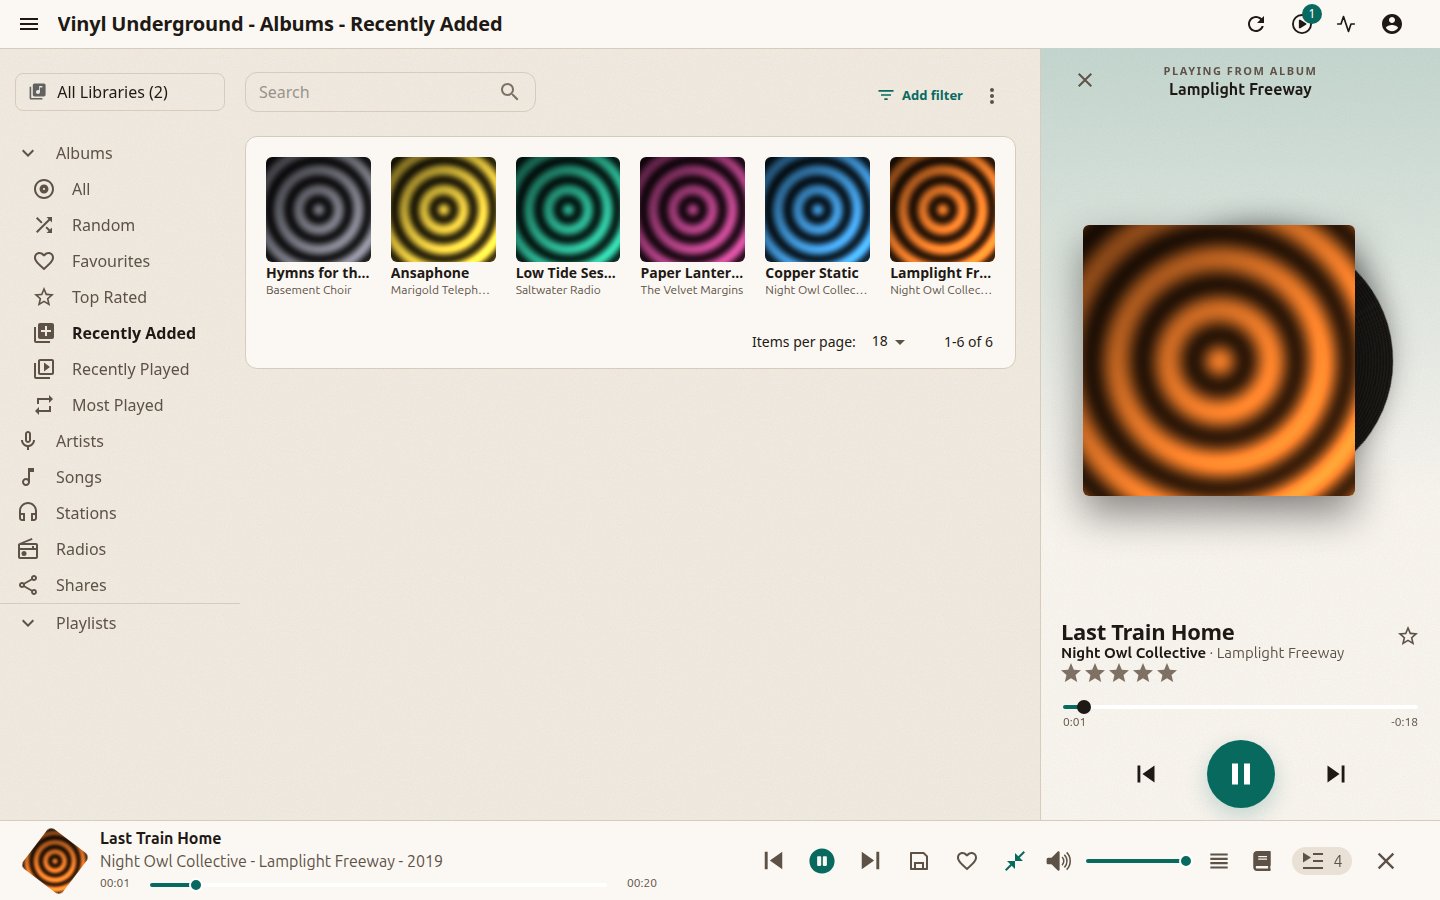 Vinyl Underground - Albums - Recently Added
1
All Libraries (2)
Search
Add filter
Albums
All
Random
Favourites
Top Rated
Recently Added
Recently Played
Most Played
Artists
Songs
Stations
Radios
Shares
Playlists
Hymns for th...
Basement Choir
Ansaphone
Marigold Teleph...
Low Tide Ses...
Saltwater Radio
Paper Lanter...
The Velvet Margins
Copper Static
Night Owl Collec...
Lamplight Fr...
Night Owl Collec...
Items per page: 18 1-6 of 6
PLAYING FROM ALBUM
Lamplight Freeway
Last Train Home
Night Owl Collective · Lamplight Freeway
0:01 -0:18
Last Train Home
Night Owl Collective - Lamplight Freeway - 2019
00:01 00:20
4